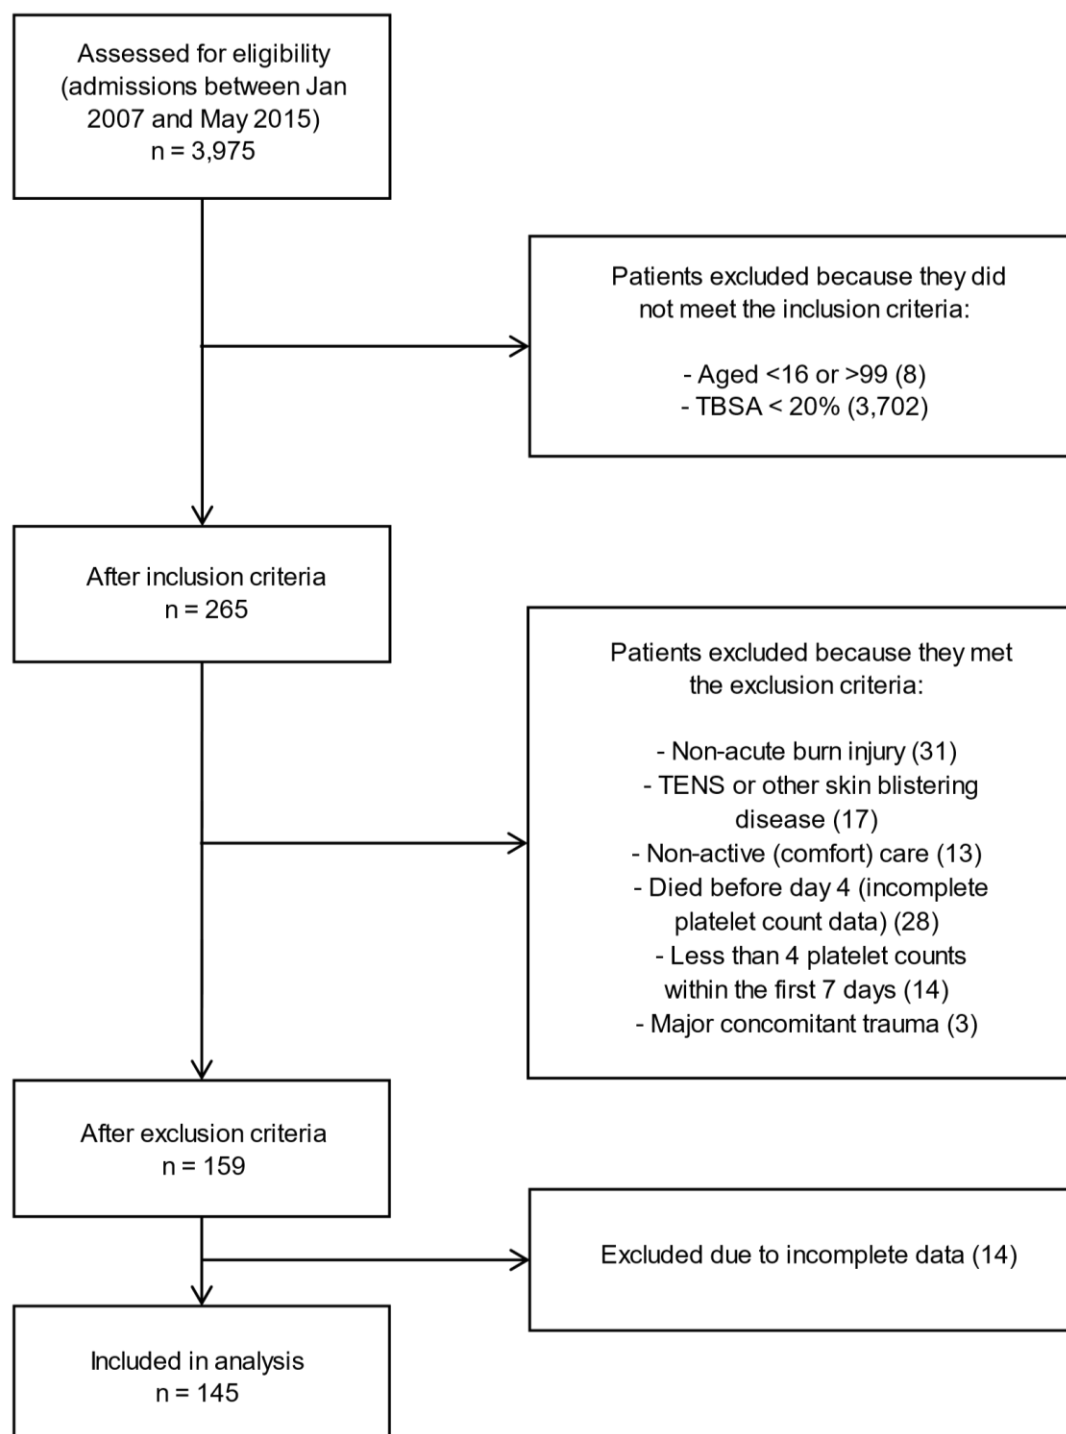 Assessed for eligibility
(admissions between Jan
2007 and May 2015)
n = 3,975
Patients excluded because they did
not meet the inclusion criteria:
- Aged <16 or >99 (8)
- TBSA < 20% (3,702)
After inclusion criteria
n = 265
Patients excluded because they met
the exclusion criteria:
- Non-acute burn injury (31)
- TENS or other skin blistering
disease (17)
- Non-active (comfort) care (13)
- Died before day 4 (incomplete
platelet count data) (28)
- Less than 4 platelet counts
within the first 7 days (14)
- Major concomitant trauma (3)
After exclusion criteria
n = 159
Excluded due to incomplete data (14)
Included in analysis
n = 145